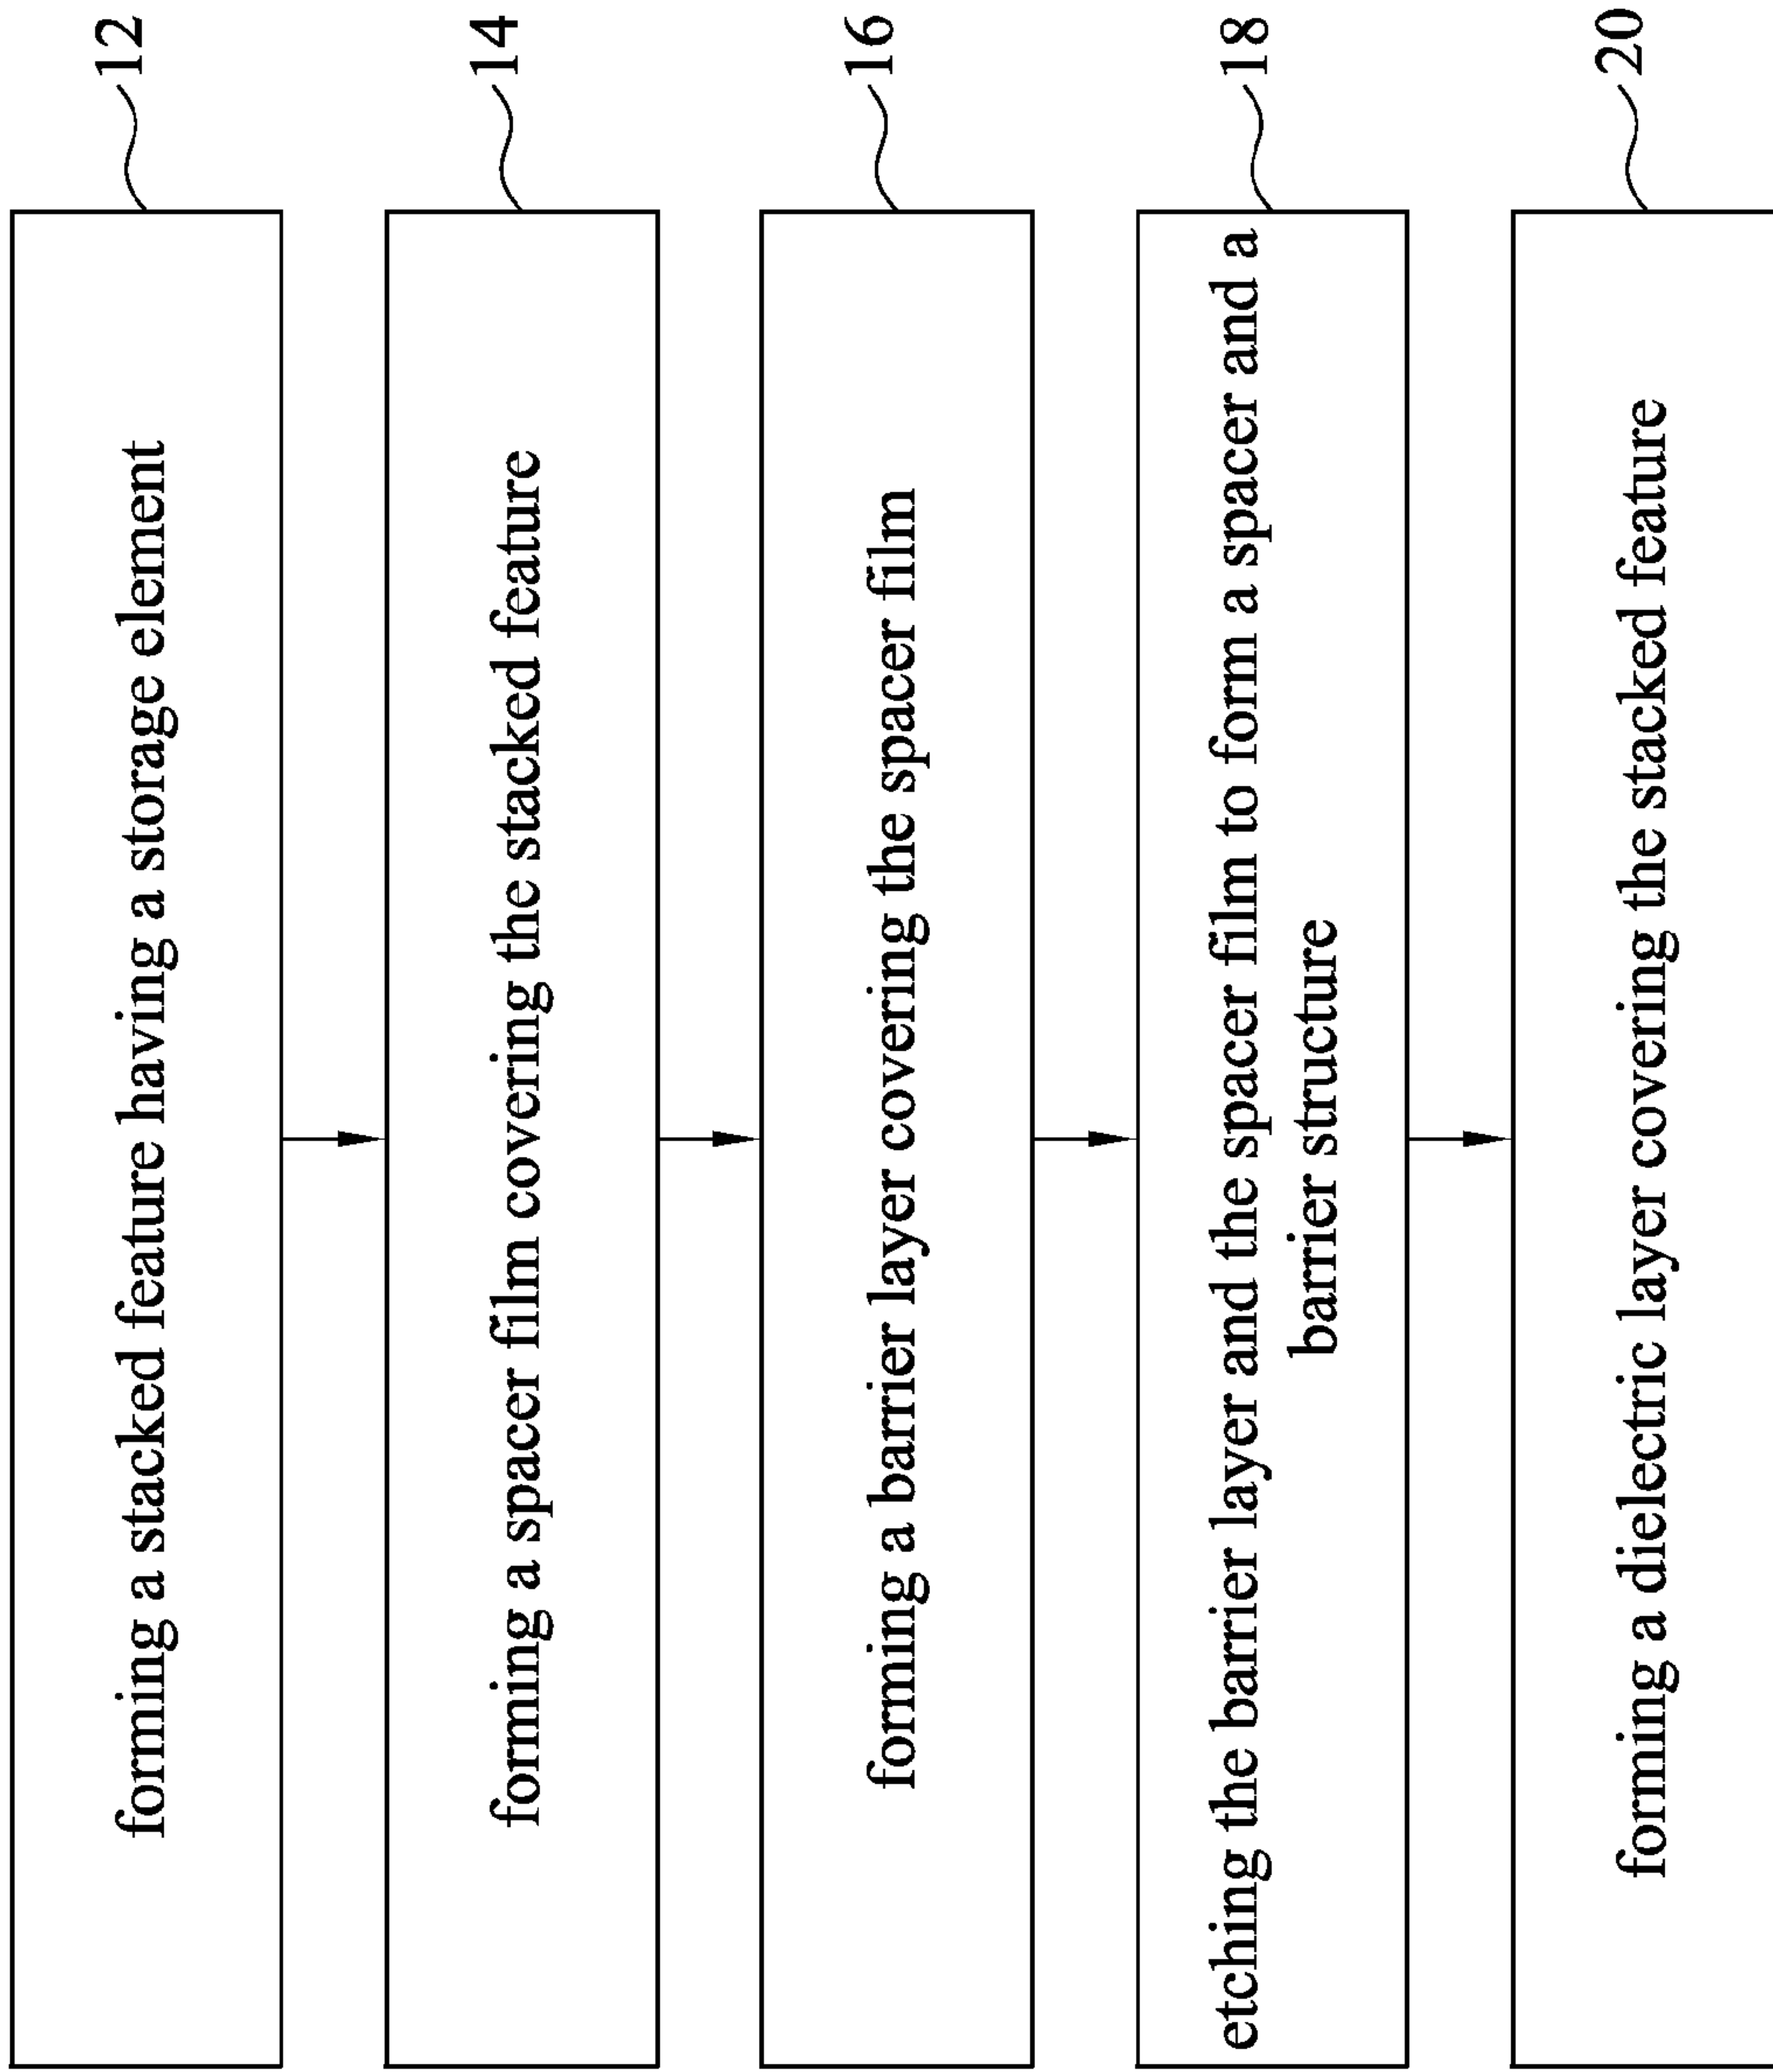 forming a stacked feature having a storage element
12
forming a spacer film covering the stacked feature
14
forming a barrier layer covering the spacer film
16
etching the barrier layer and the spacer film to form a spacer and a
barrier structure
18
forming a dielectric layer covering the stacked feature
20